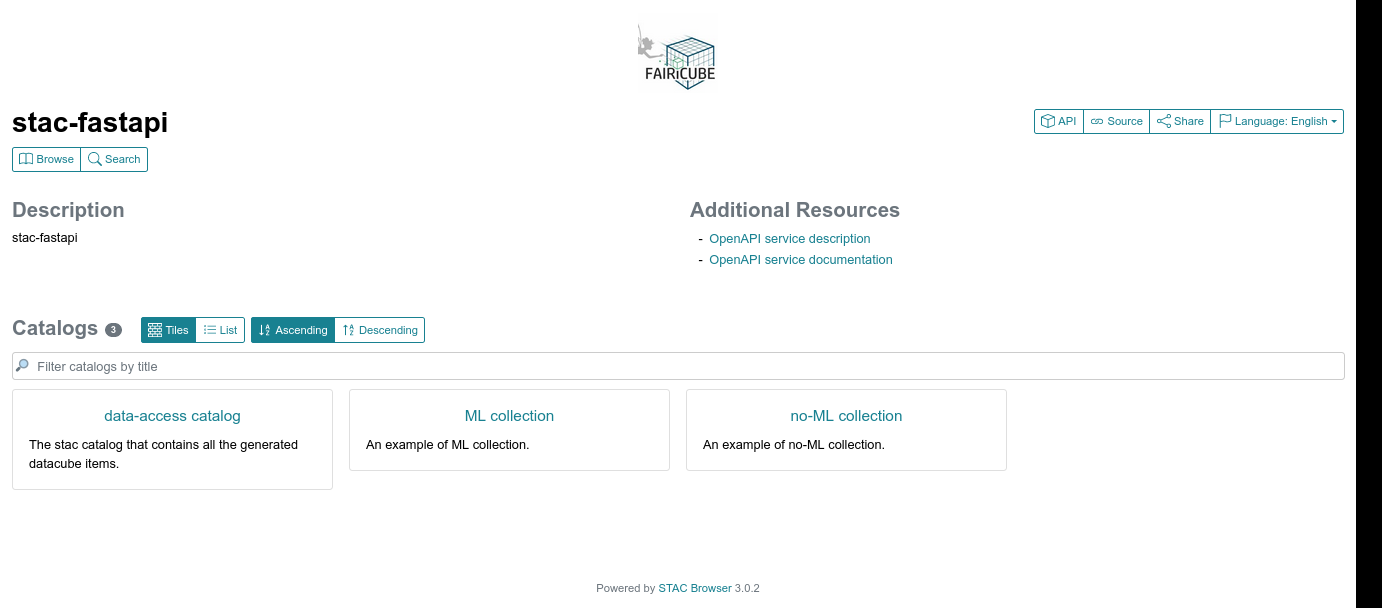 FAIRiCUBE
stac-fastapi
API Source Share Language: English
Browse Search
Description
stac-fastapi
Additional Resources
- OpenAPI service description
- OpenAPI service documentation
Catalogs 3 Tiles List Ascending Descending
Filter catalogs by title
data-access catalog
The stac catalog that contains all the generated
datacube items.
ML collection
An example of ML collection.
no-ML collection
An example of no-ML collection.
Powered by STAC Browser 3.0.2